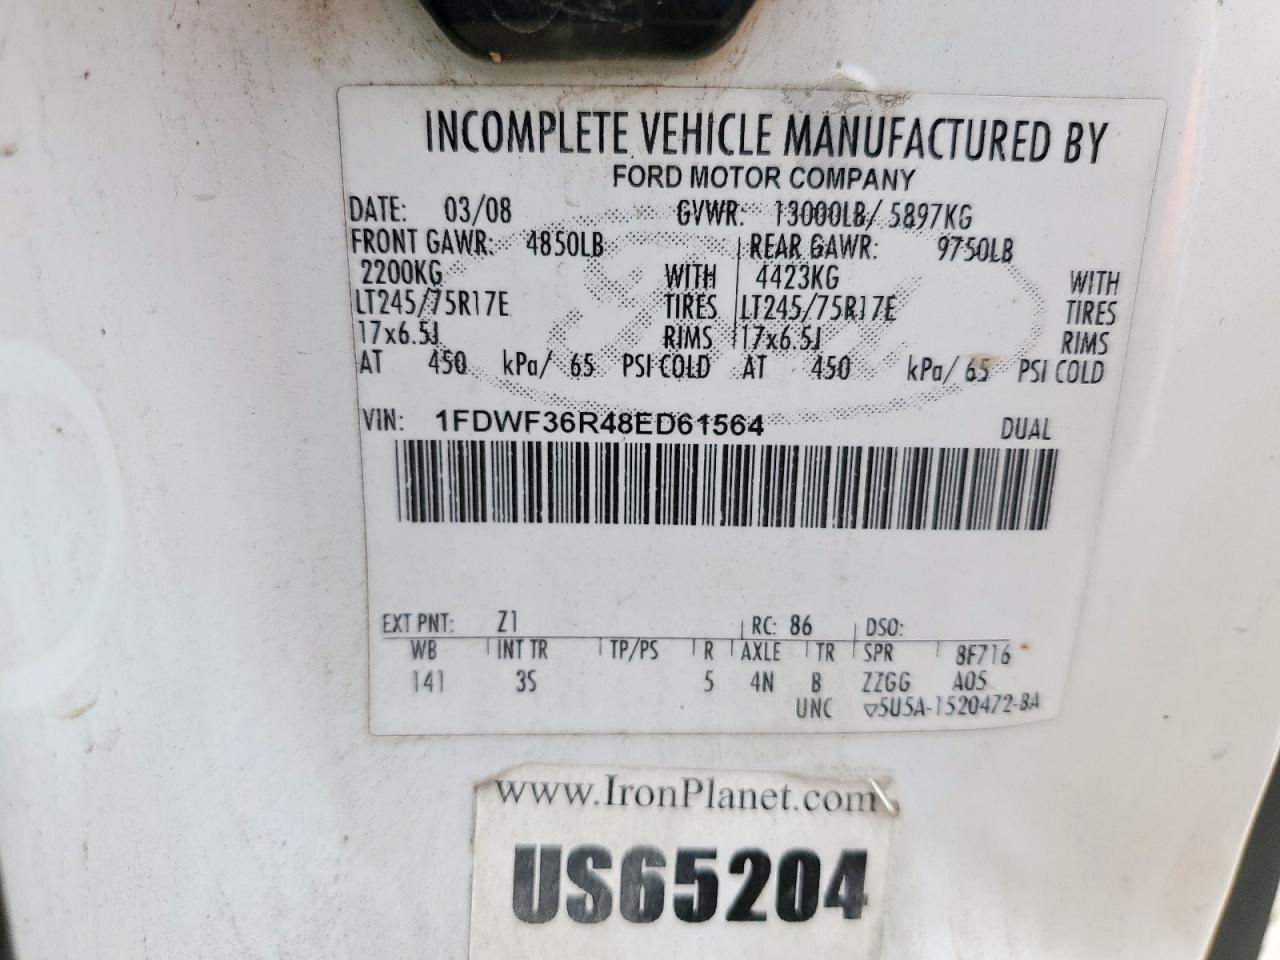 INCOMPLETE VEHICLE MANUFACTURED BY
FORD MOTOR COMPANY
DATE: 03/08 GVWR: 13000LB/ 5897KG
FRONT GAWR: 4850LB REAR GAWR: 9750LB
2200KG WITH 4423KG WITH
LT245/75R17E TIRES LT245/75R17E TIRES
17x6.5J RIMS 17x6.5J RIMS
AT 450 kPa/ 65 PSI COLD AT 450 kPa/ 65 PSI COLD
VIN: 1FDWF36R48ED61564 DUAL
EXT PNT: Z1 RC: 86 DSO:
WB INT TR TP/PS R AXLE TR SPR 8F716
141 3S 5 4N B ZZGG A05
UNC ▽5U5A-1520472-BA
www.IronPlanet.com
US65204